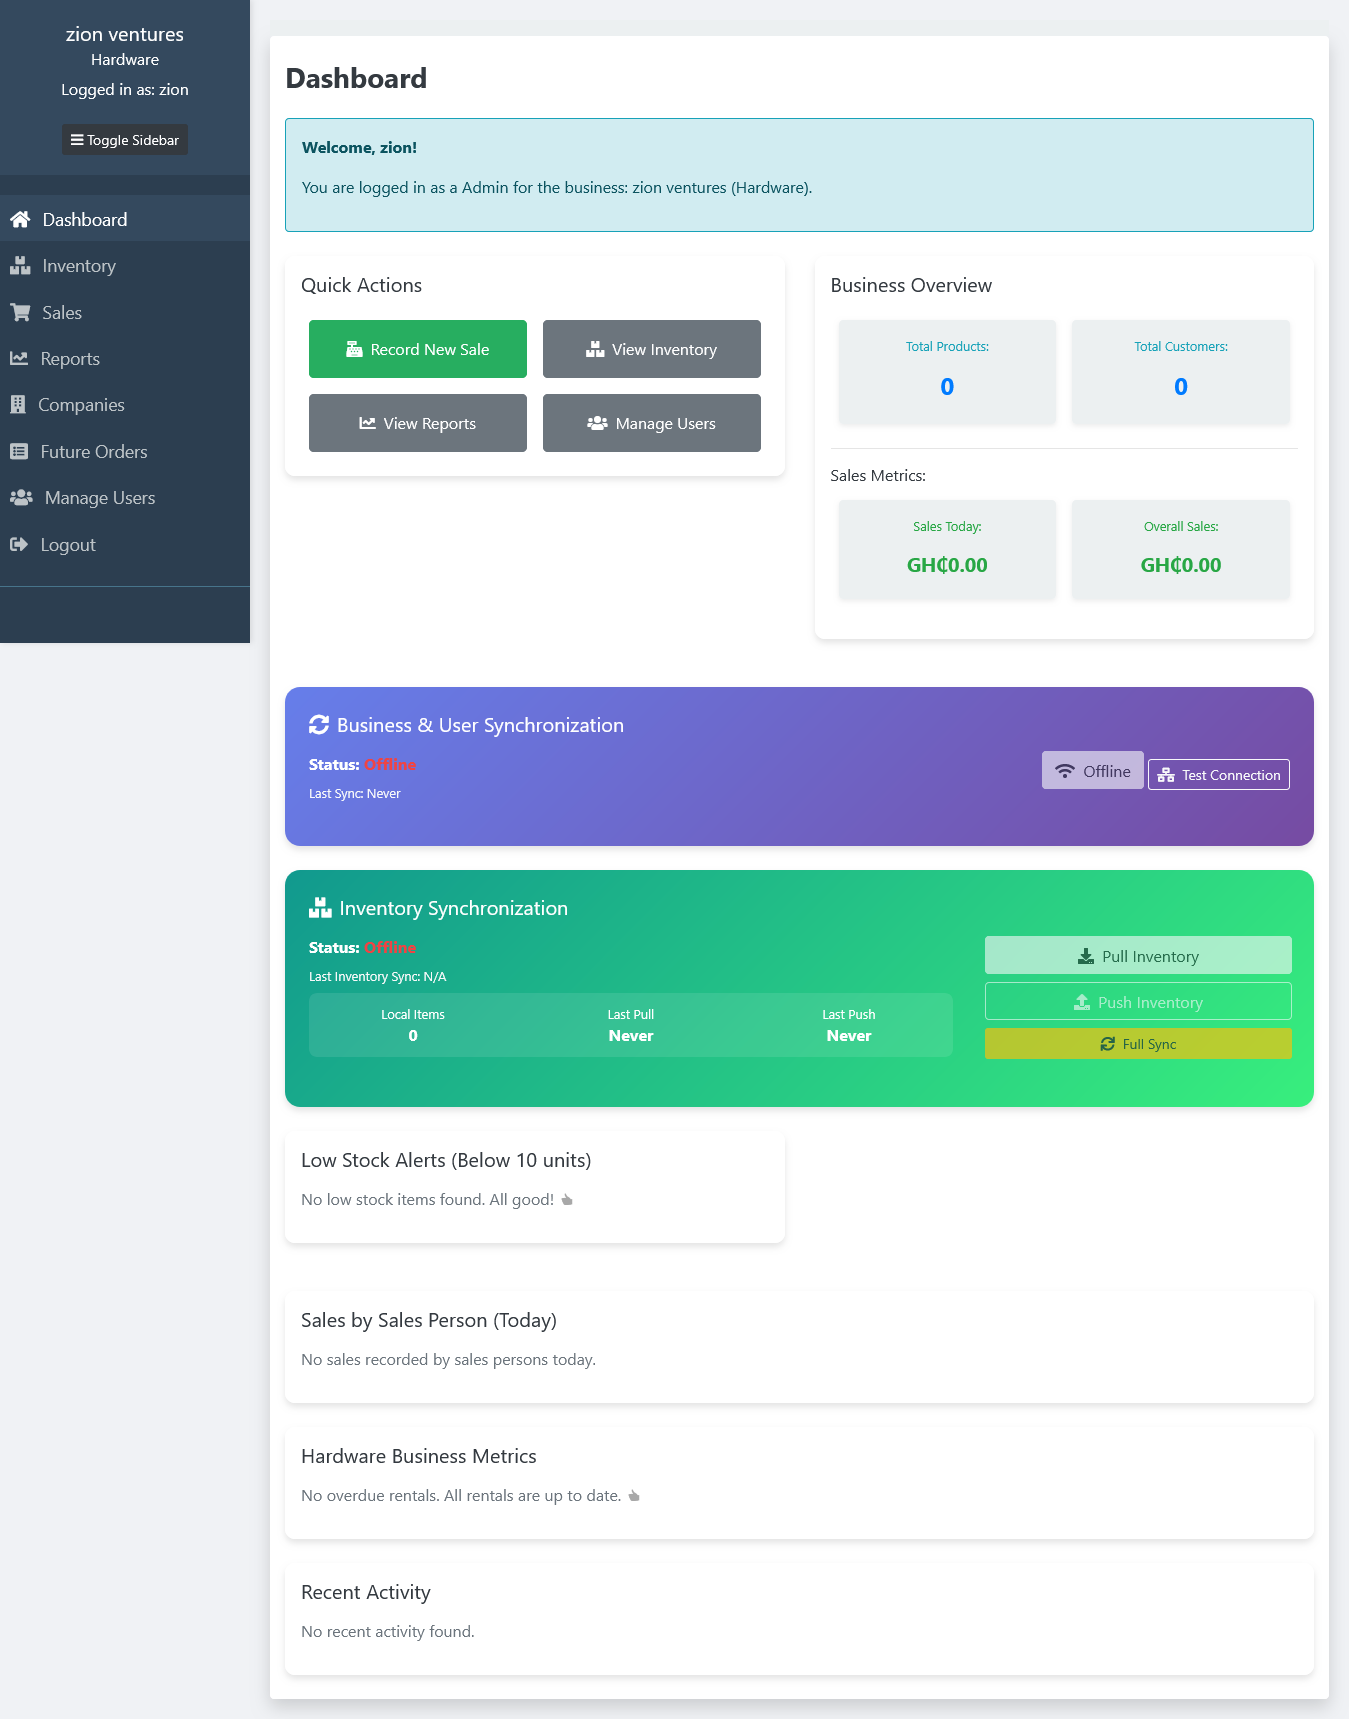 zion ventures
Hardware
Logged in as: zion
Toggle Sidebar
Dashboard
Inventory
Sales
Reports
Companies
Future Orders
Manage Users
Logout
Dashboard
Welcome, zion!
You are logged in as a Admin for the business: zion ventures (Hardware).
Quick Actions
Record New Sale
View Inventory
View Reports
Manage Users
Business Overview
Total Products:
0
Total Customers:
0
Sales Metrics:
Sales Today:
GH₵0.00
Overall Sales:
GH₵0.00
Business & User Synchronization
Status: Offline
Last Sync: Never
Offline
Test Connection
Inventory Synchronization
Status: Offline
Last Inventory Sync: N/A
Local Items
0
Last Pull
Never
Last Push
Never
Pull Inventory
Push Inventory
Full Sync
Low Stock Alerts (Below 10 units)
No low stock items found. All good!
Sales by Sales Person (Today)
No sales recorded by sales persons today.
Hardware Business Metrics
No overdue rentals. All rentals are up to date.
Recent Activity
No recent activity found.